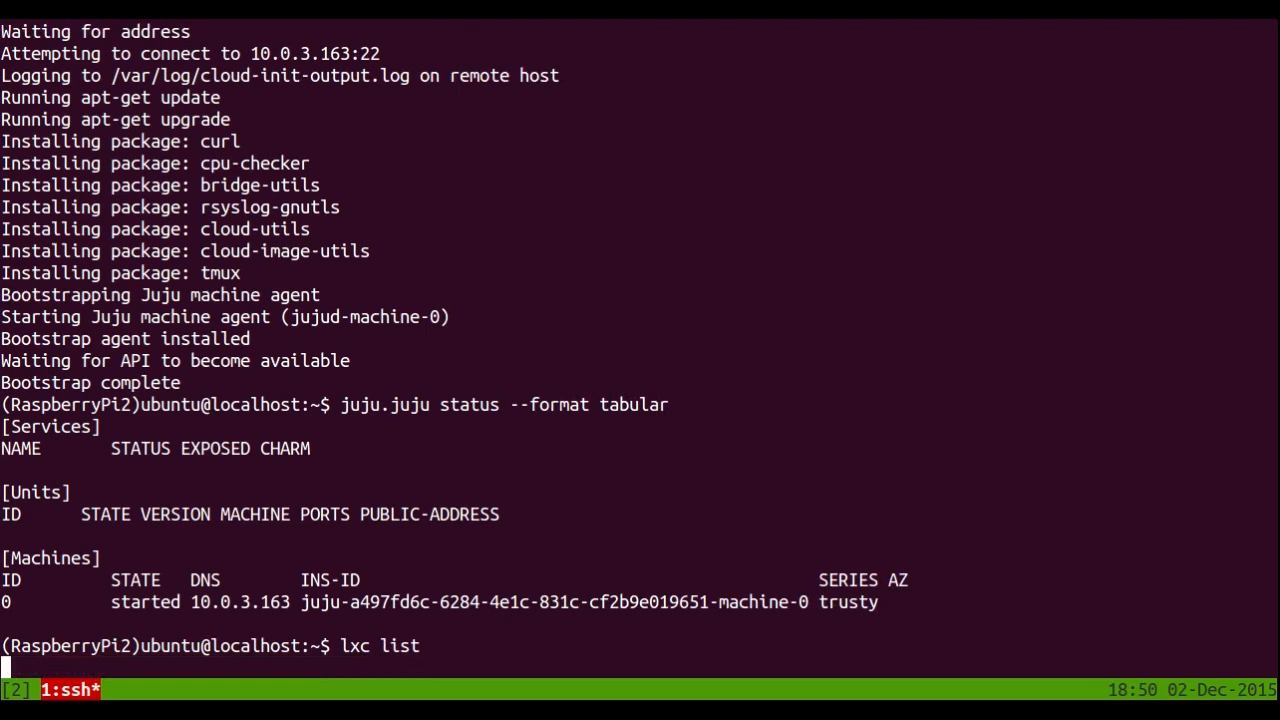 Waiting for address
Attempting to connect to 10.0.3.163:22
Logging to /var/log/cloud-init-output.log on remote host
Running apt-get update
Running apt-get upgrade
Installing package: curl
Installing package: cpu-checker
Installing package: bridge-utils
Installing package: rsyslog-gnutls
Installing package: cloud-utils
Installing package: cloud-image-utils
Installing package: tmux
Bootstrapping Juju machine agent
Starting Juju machine agent (jujud-machine-0)
Bootstrap agent installed
Waiting for API to become available
Bootstrap complete
(RaspberryPi2)ubuntu@localhost:~$ juju.juju status --format tabular
[Services]
NAME       STATUS EXPOSED CHARM
[Units]
ID      STATE VERSION MACHINE PORTS PUBLIC-ADDRESS
[Machines]
ID         STATE   DNS        INS-ID                                              SERIES AZ
0          started 10.0.3.163 juju-a497fd6c-6284-4e1c-831c-cf2b9e019651-machine-0 trusty
(RaspberryPi2)ubuntu@localhost:~$ lxc list
[2] 1:ssh* 18:50 02-Dec-2015